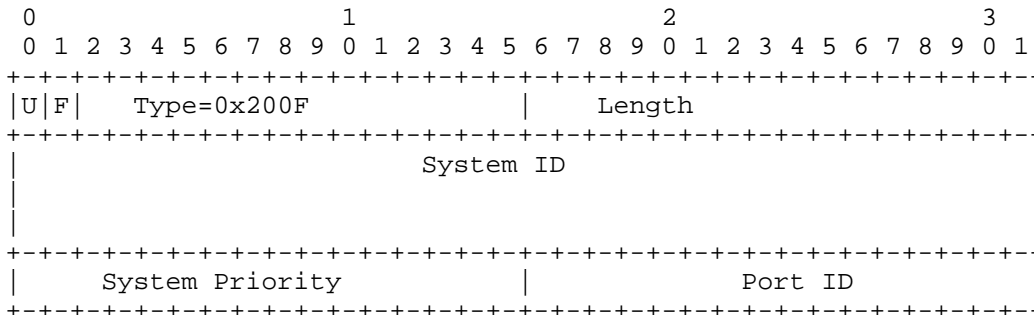 0                   1                   2                   3
0 1 2 3 4 5 6 7 8 9 0 1 2 3 4 5 6 7 8 9 0 1 2 3 4 5 6 7 8 9 0 1
+-+-+-+-+-+-+-+-+-+-+-+-+-+-+-+-+-+-+-+-+-+-+-+-+-+-+-+-+-+-+-+-
|U|F|   Type=0x200F             |    Length
+-+-+-+-+-+-+-+-+-+-+-+-+-+-+-+-+-+-+-+-+-+-+-+-+-+-+-+-+-+-+-+-
|                         System ID
|
|
+-+-+-+-+-+-+-+-+-+-+-+-+-+-+-+-+-+-+-+-+-+-+-+-+-+-+-+-+-+-+-+-
|     System Priority           |             Port ID
+-+-+-+-+-+-+-+-+-+-+-+-+-+-+-+-+-+-+-+-+-+-+-+-+-+-+-+-+-+-+-+-